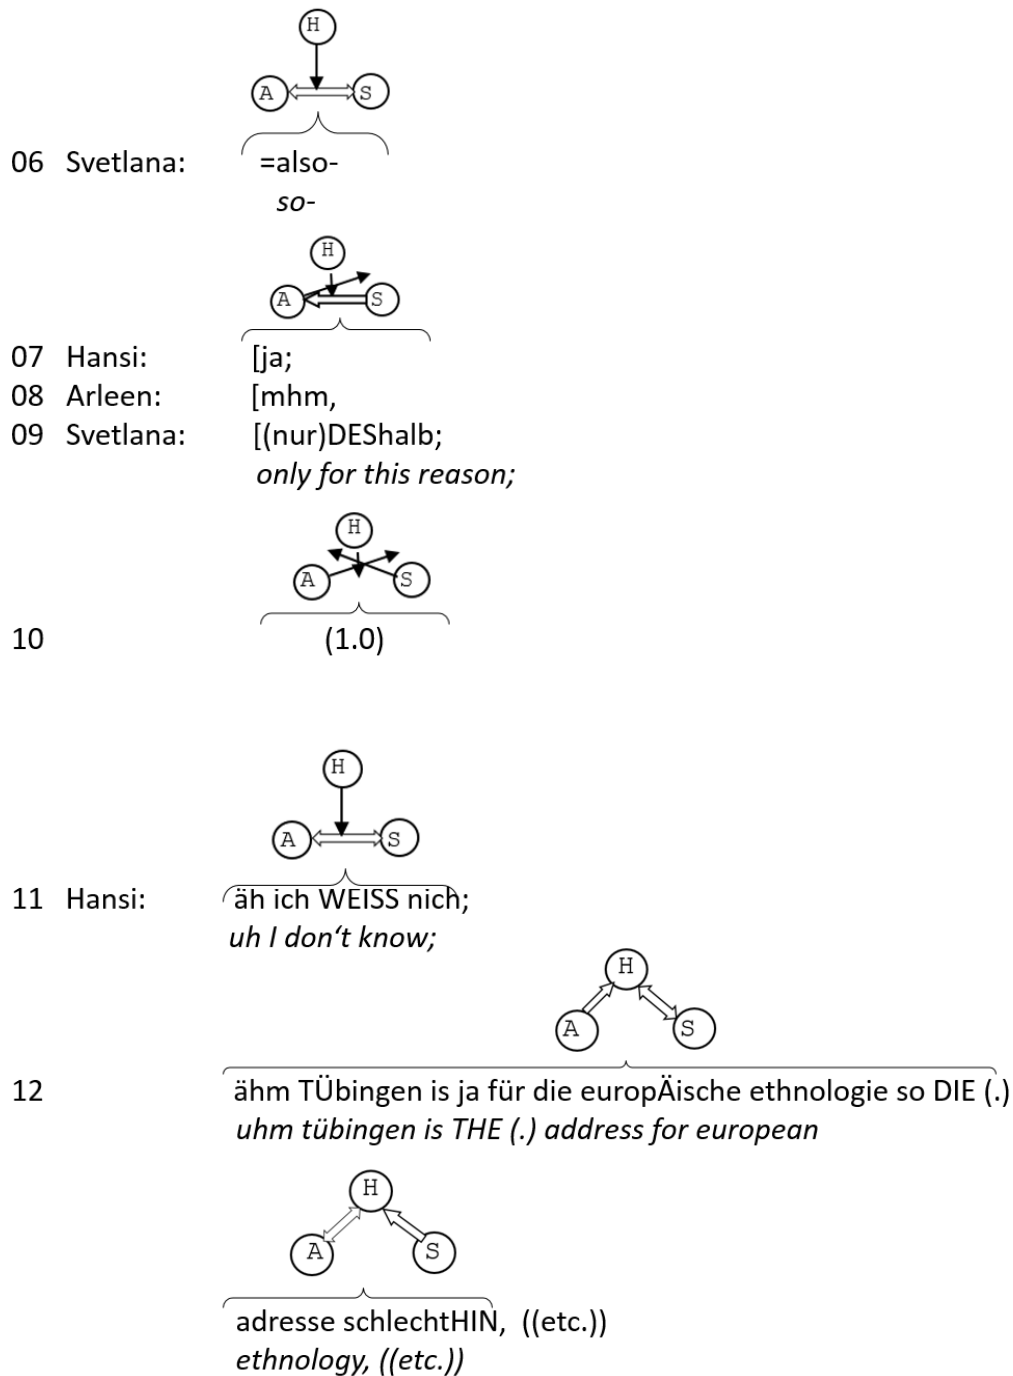 H
A S
06 Svetlana: =also-
so-
H
A S
07 Hansi: [ja;
08 Arleen: [mhm,
09 Svetlana: [(nur)DEShalb;
only for this reason;
H
A S
10 (1.0)
H
A S
11 Hansi: äh ich WEISS nich;
uh I don‘t know;
H
A S
12 ähm TÜbingen is ja für die europÄische ethnologie so DIE (.)
uhm tübingen is THE (.) address for european
H
A S
adresse schlechtHIN, ((etc.))
ethnology, ((etc.))